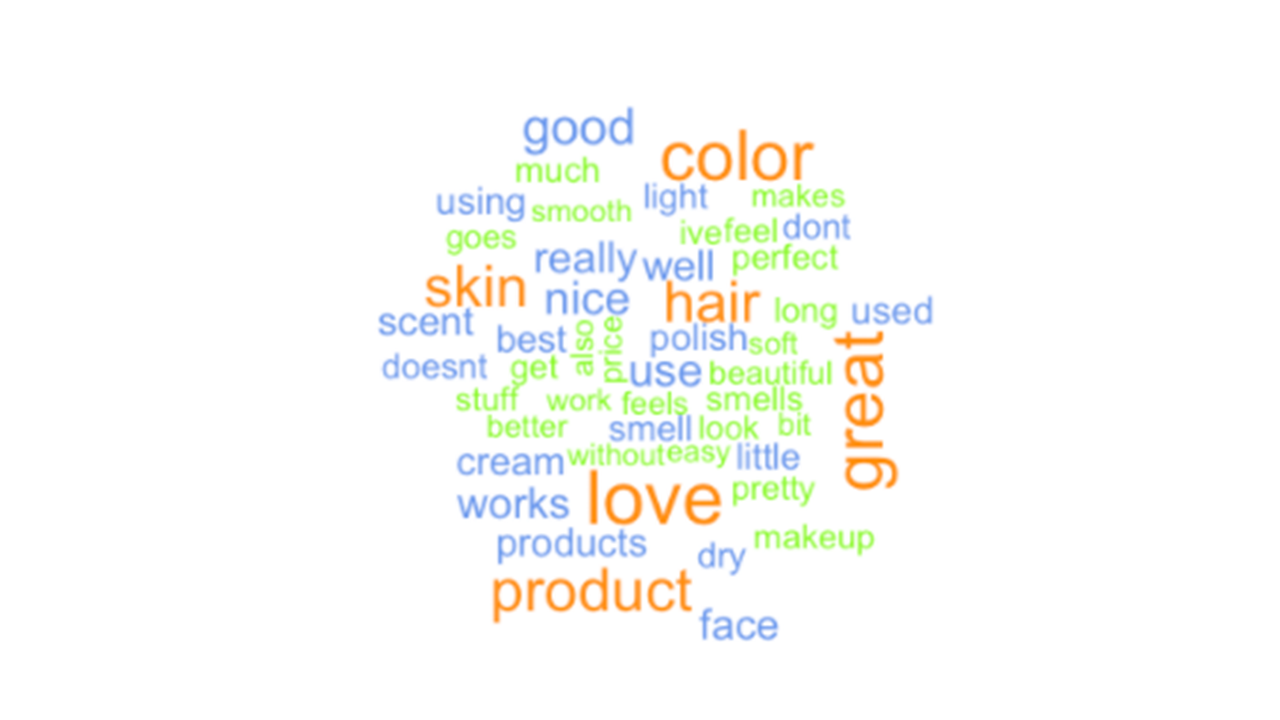 good
color
much
using smooth light makes
goes ivefeel dont
really well perfect
skin nice hair long used
scent best also price polish soft
great
doesnt get use beautiful
stuff work feels smells
better smell look bit
cream without easy little
works love pretty
products dry makeup
product
face